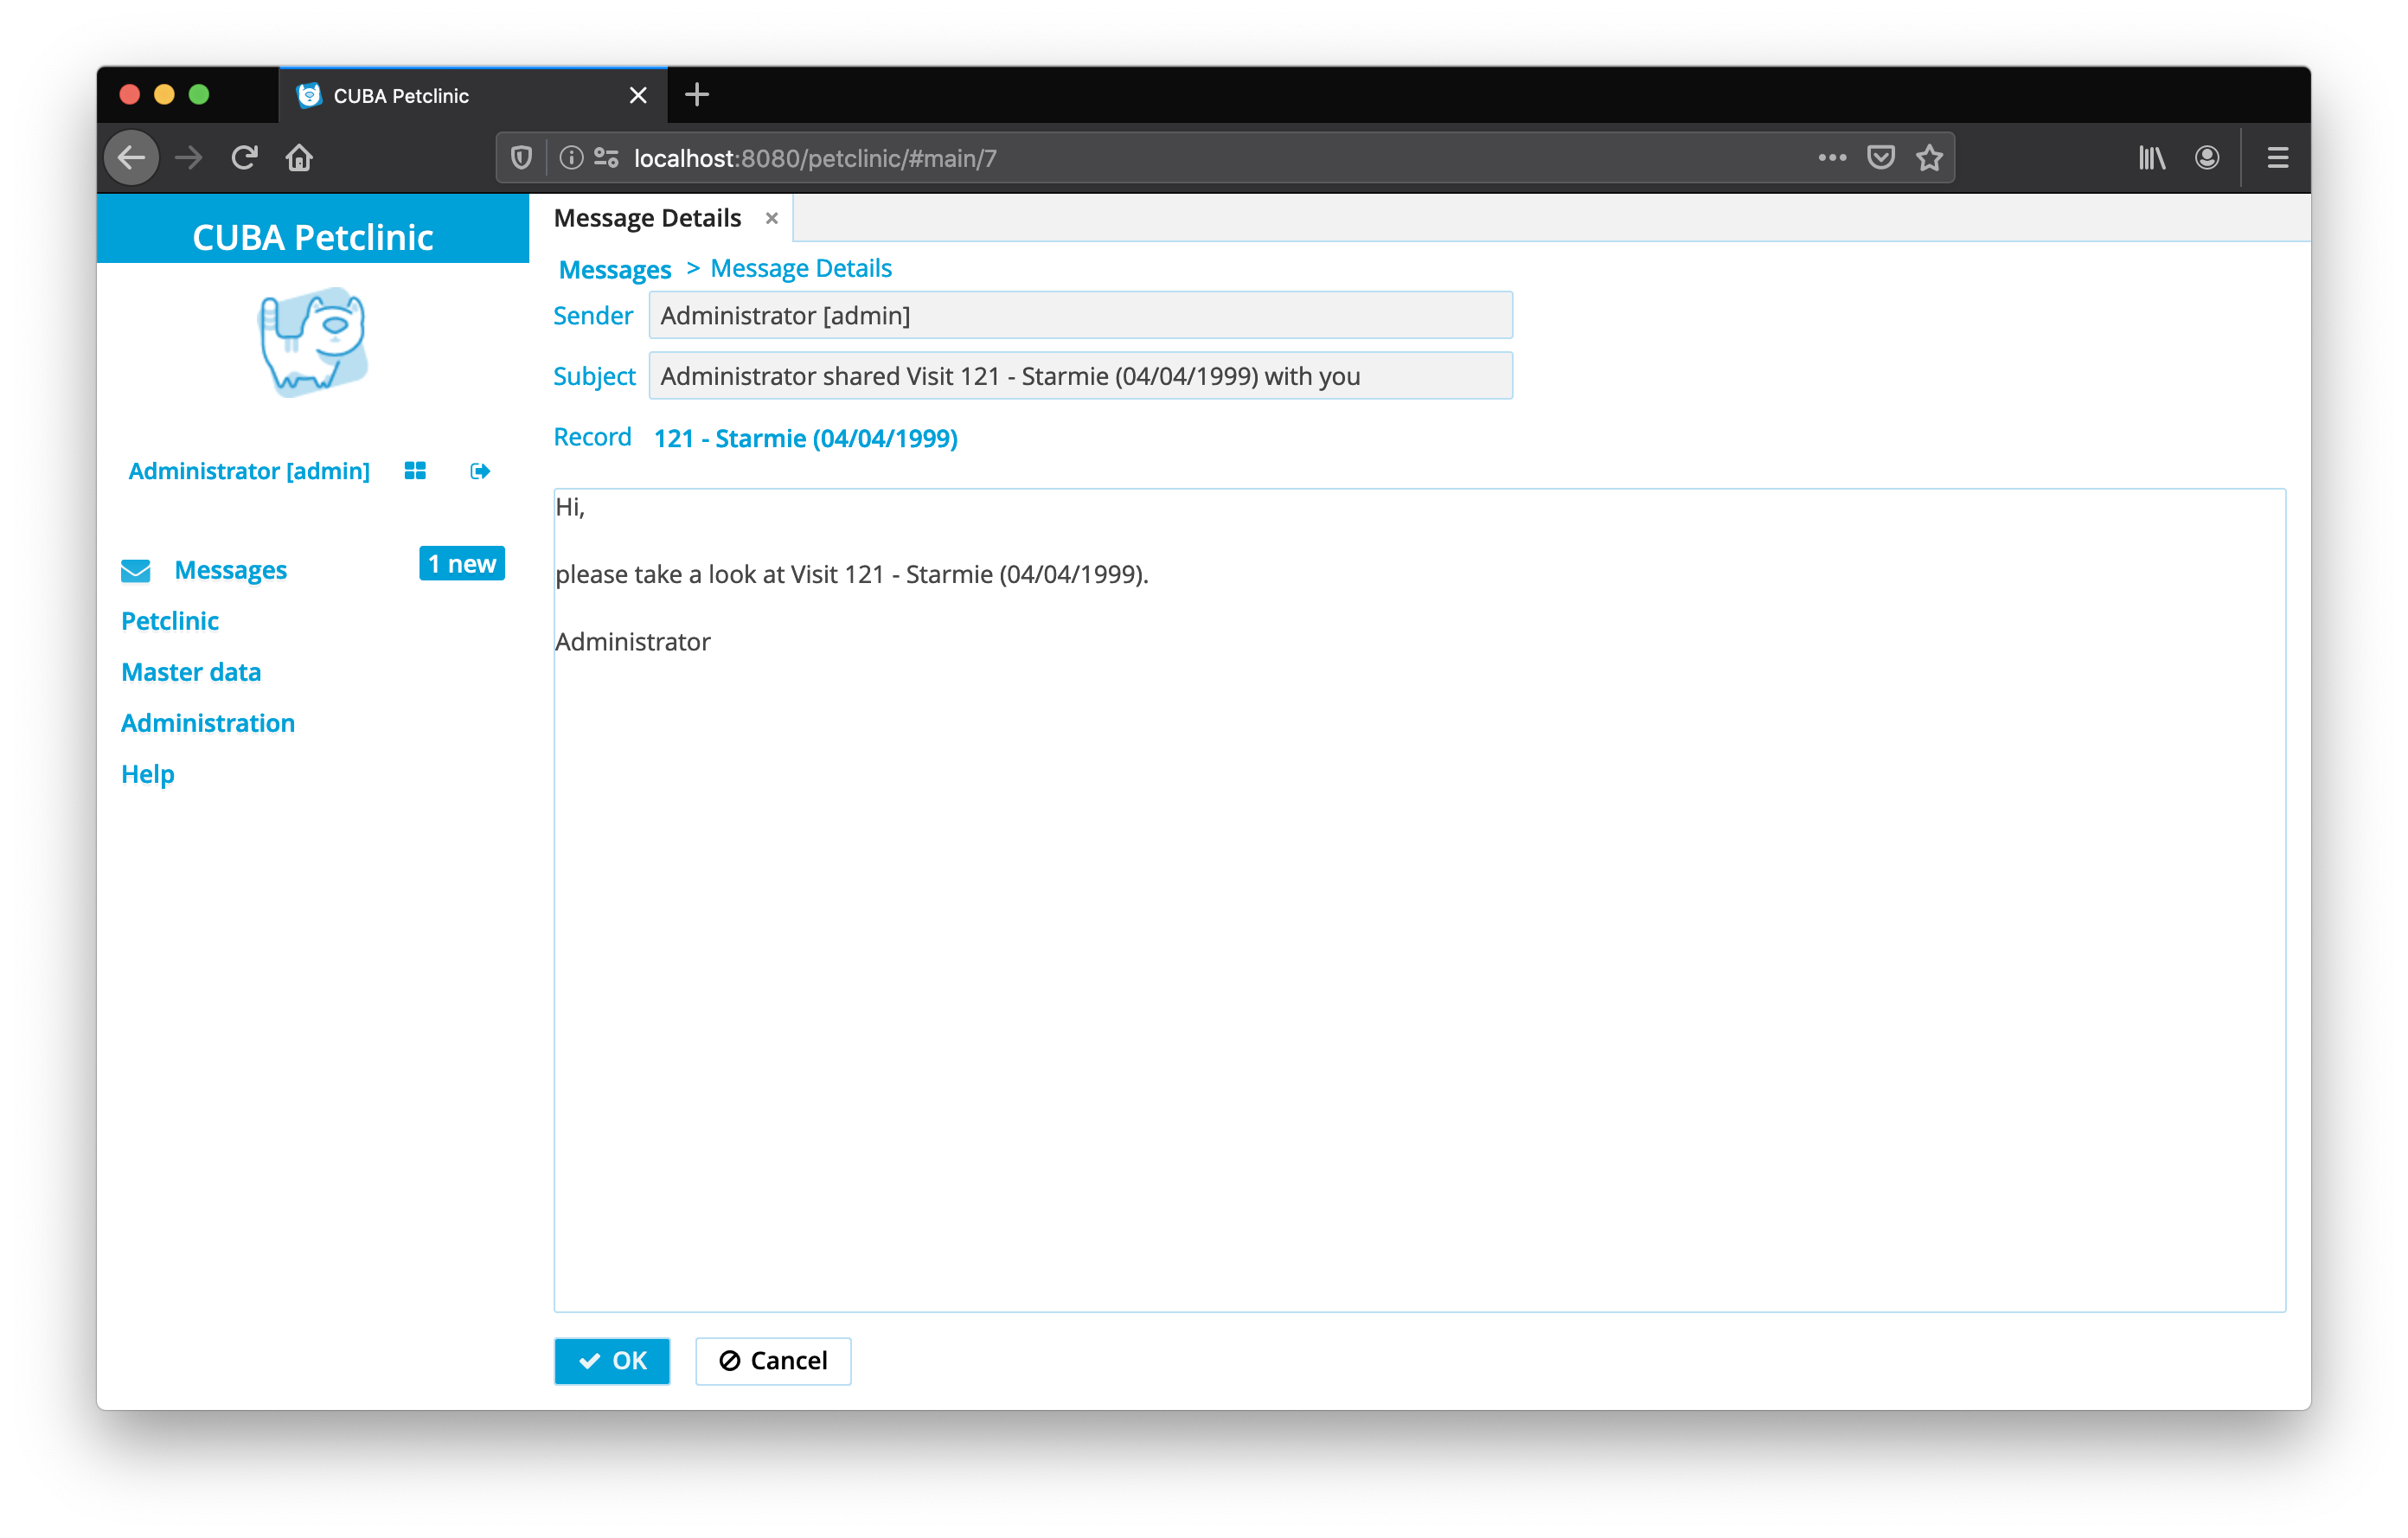 CUBA Petclinic
localhost:8080/petclinic/#main/7
CUBA Petclinic
Administrator [admin]
Messages 1 new
Petclinic
Master data
Administration
Help
Message Details
Messages > Message Details
Sender Administrator [admin]
Subject Administrator shared Visit 121 - Starmie (04/04/1999) with you
Record 121 - Starmie (04/04/1999)
Hi,
please take a look at Visit 121 - Starmie (04/04/1999).
Administrator
OK Cancel